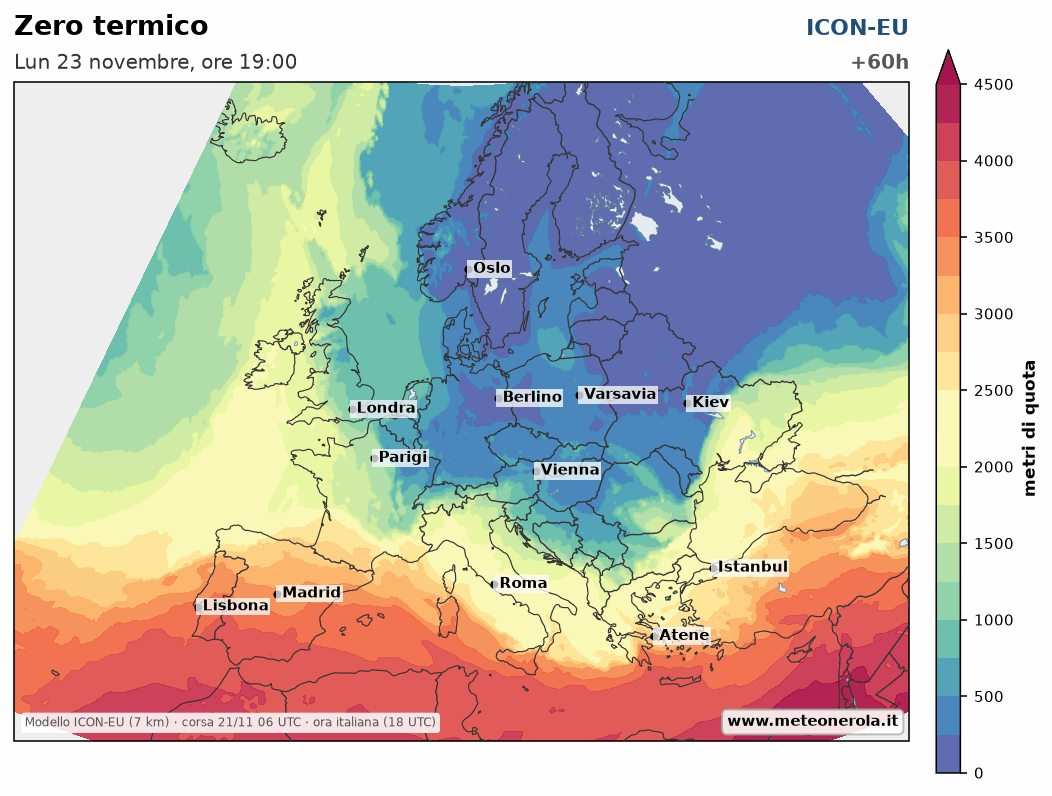 Zero termico
ICON-EU
Lun 23 novembre, ore 19:00
+60h
4500
4000
3500
3000
2500
2000
1500
1000
500
0
metri di quota
Oslo
Berlino
Varsavia
Kiev
Londra
Parigi
Vienna
Istanbul
Roma
Madrid
Lisbona
Atene
Modello ICON-EU (7 km) · corsa 21/11 06 UTC · ora italiana (18 UTC)
www.meteonerola.it